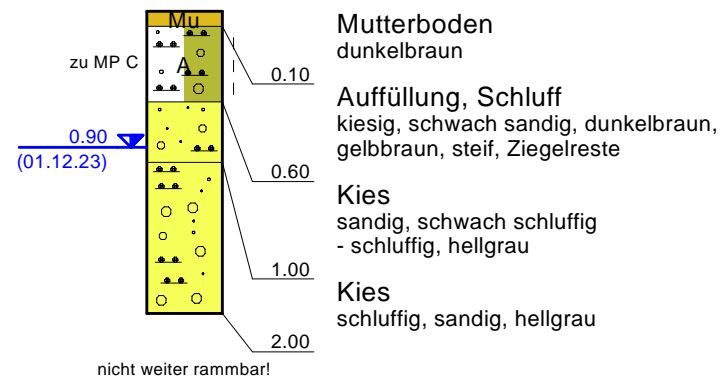 Mu
A
zu MP C
0.90
(01.12.23)
0.10
0.60
1.00
2.00
nicht weiter rammbar!
Mutterboden
dunkelbraun
Auffüllung, Schluff
kiesig, schwach sandig, dunkelbraun,
gelbbraun, steif, Ziegelreste
Kies
sandig, schwach schluffig
- schluffig, hellgrau
Kies
schluffig, sandig, hellgrau